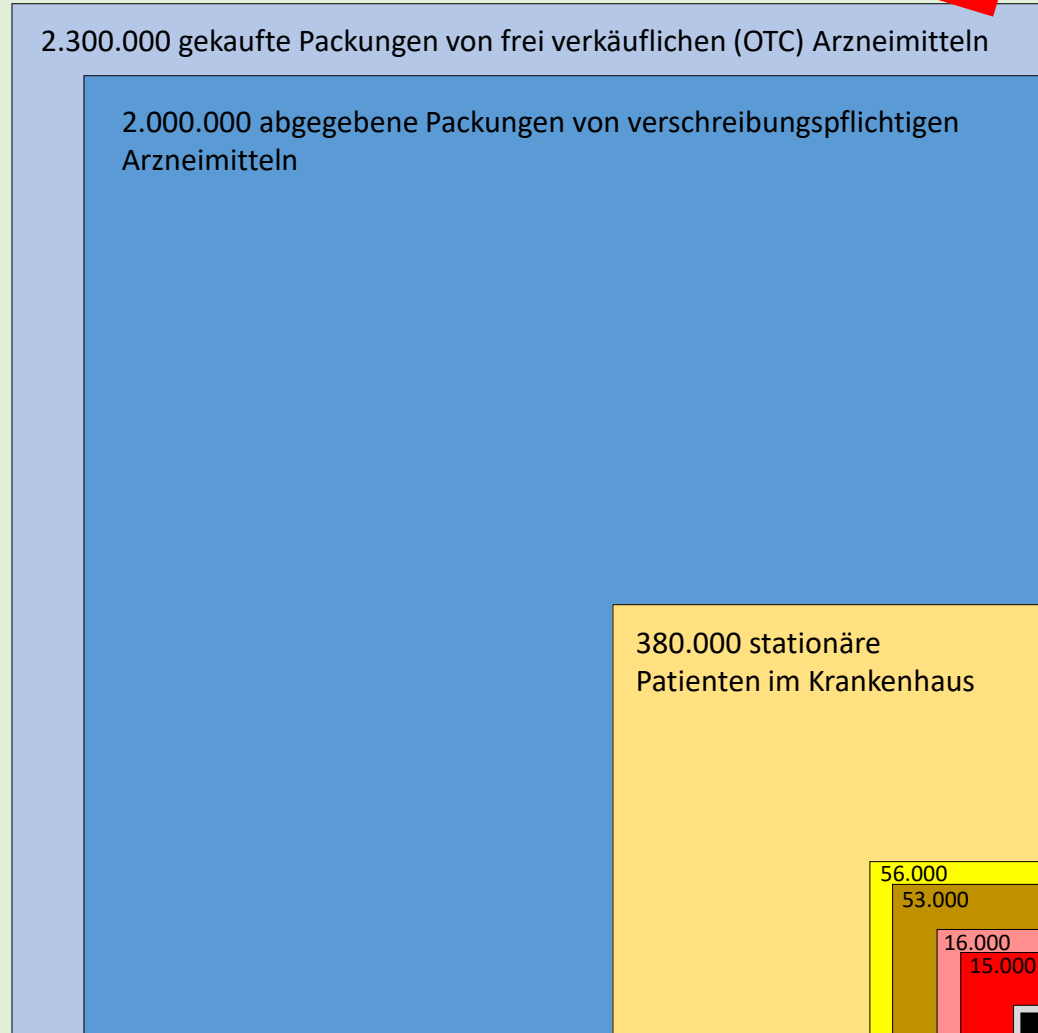 2.300.000 gekaufte Packungen von frei verkäuflichen (OTC) Arzneimitteln
2.000.000 abgegebene Packungen von verschreibungspflichtigen
Arzneimitteln
380.000 stationäre
Patienten im Krankenhaus
56.000
53.000
16.000
15.000